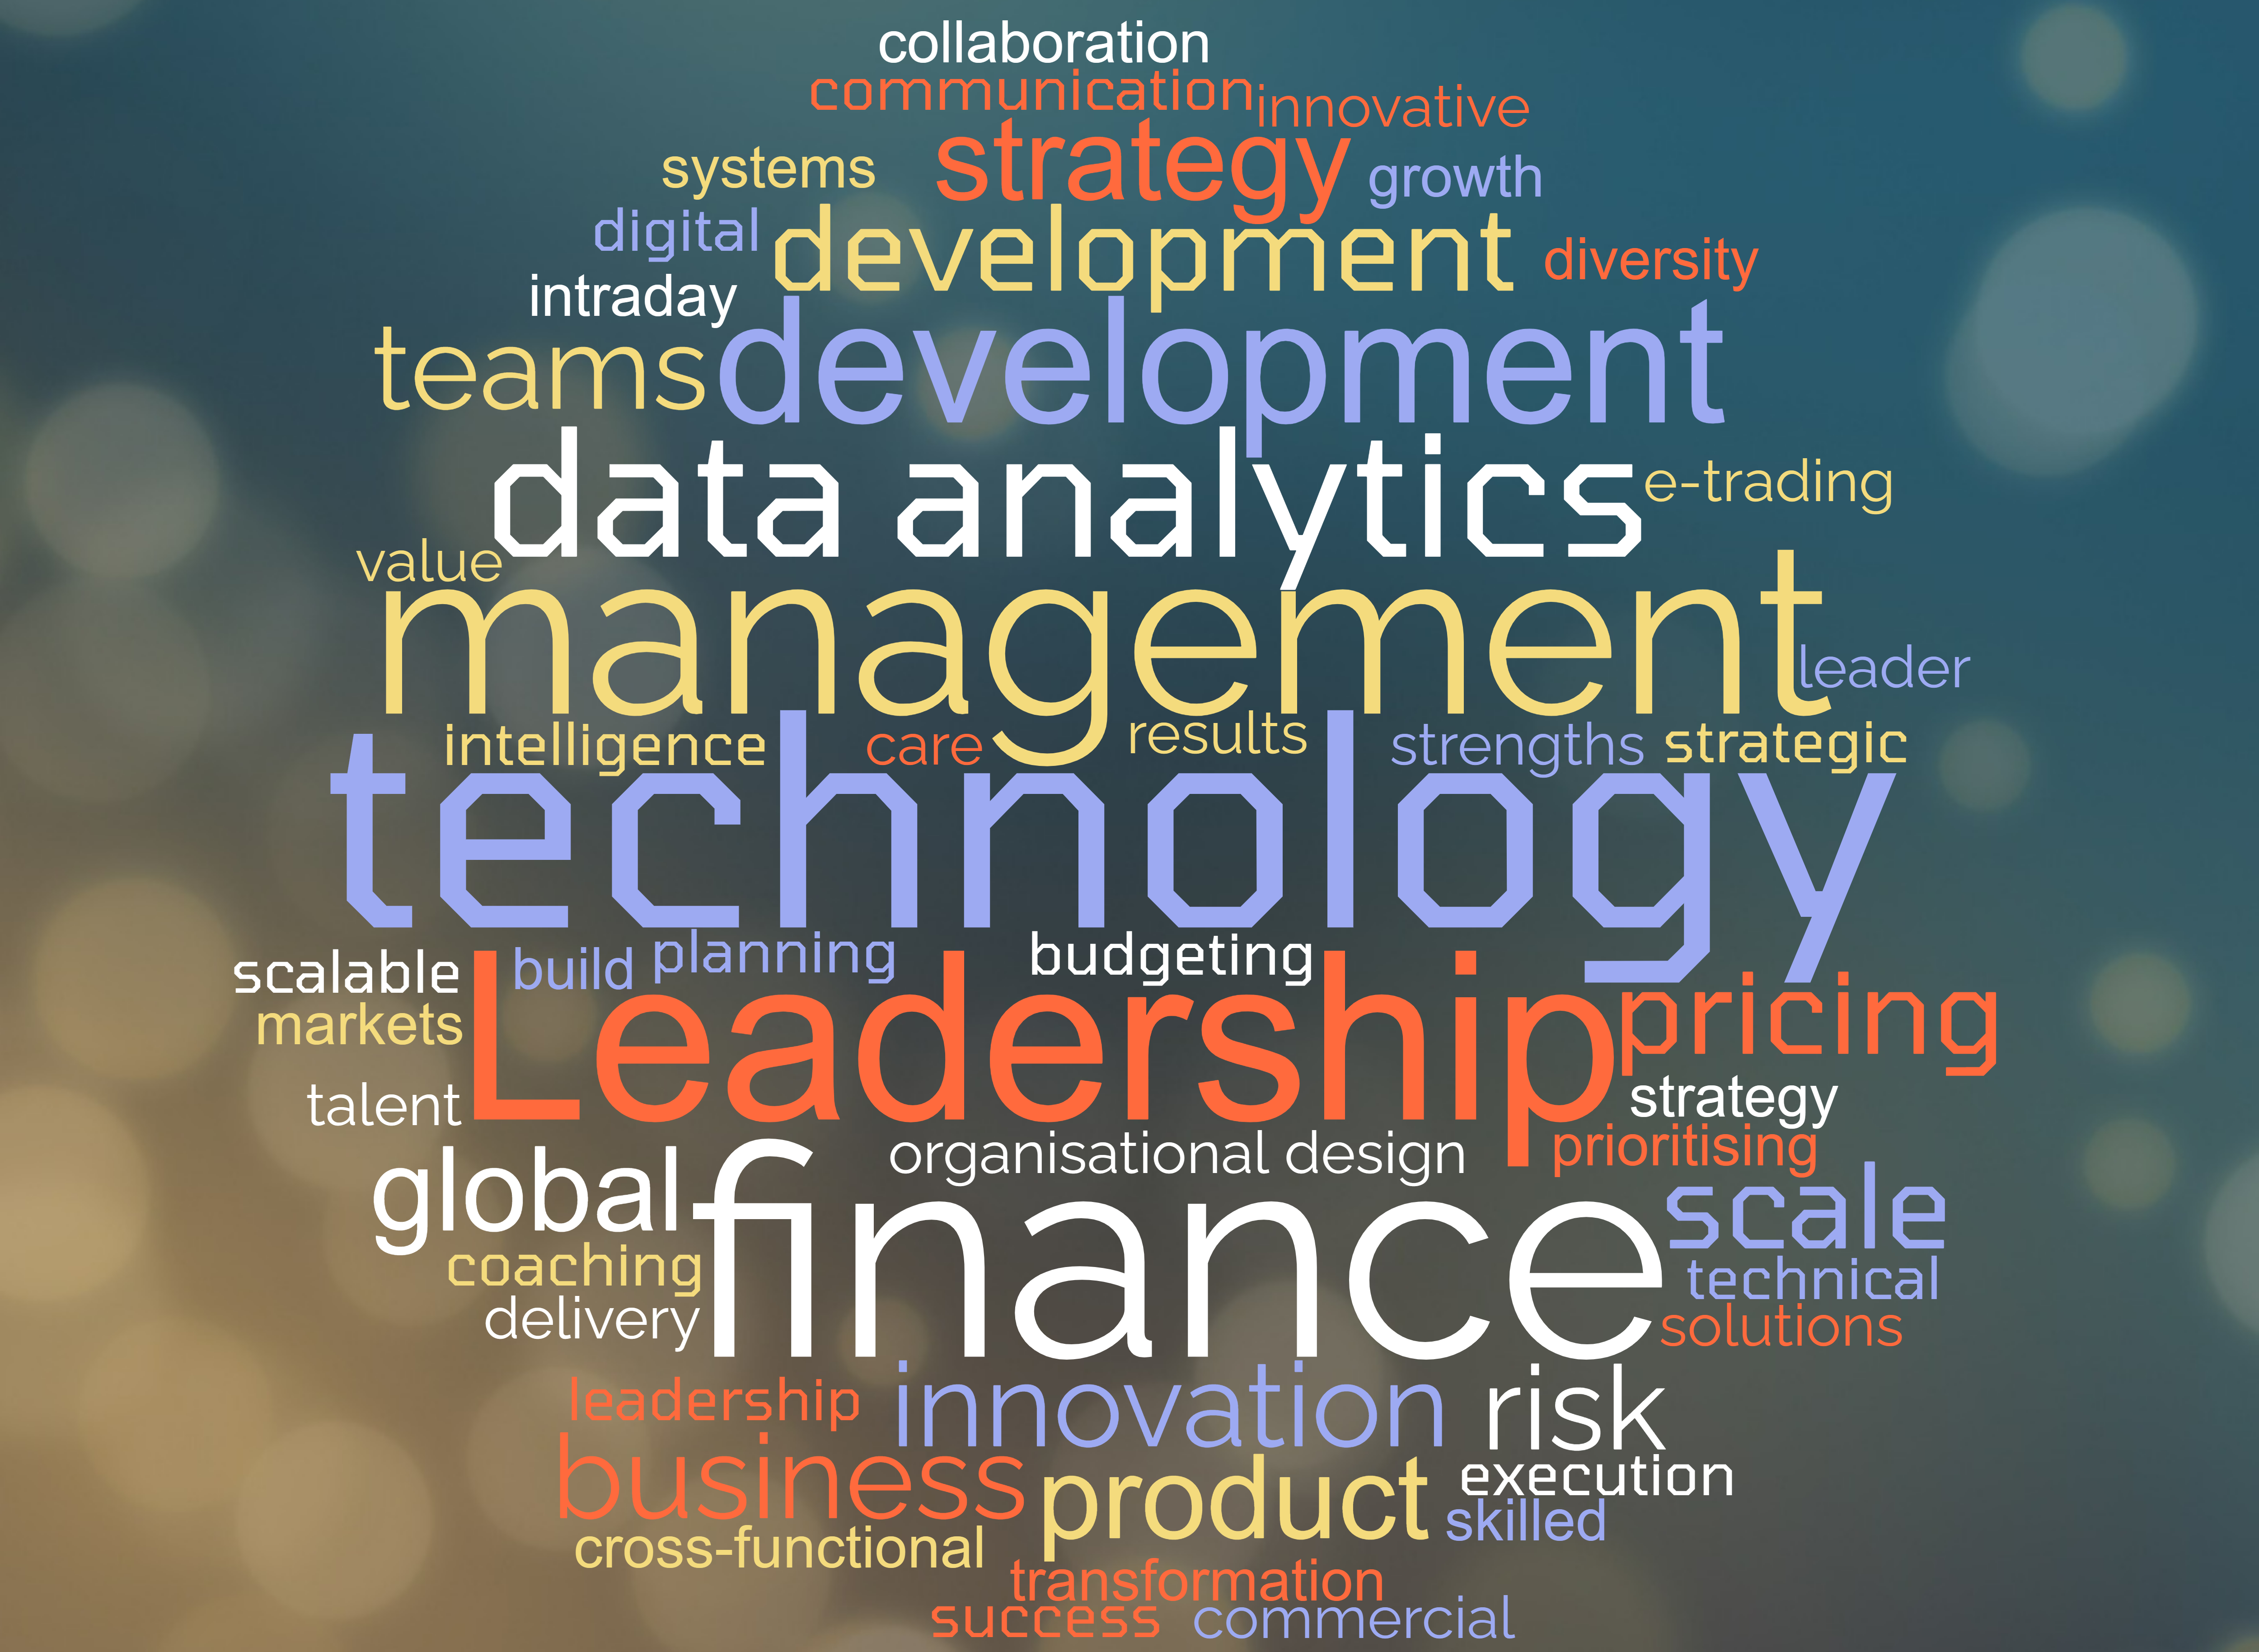 collaboration
communication innovative
systems strategy growth
digital development diversity
intraday
teams development
data analytics e-trading
value
management leader
intelligence care results strengths strategic
technology
scalable build planning budgeting
markets Leadership pricing
talent strategy
organisational design prioritising
global finance scale
coaching technical
delivery solutions
leadership innovation risk
business product execution
skilled
cross-functional
transformation
success commercial